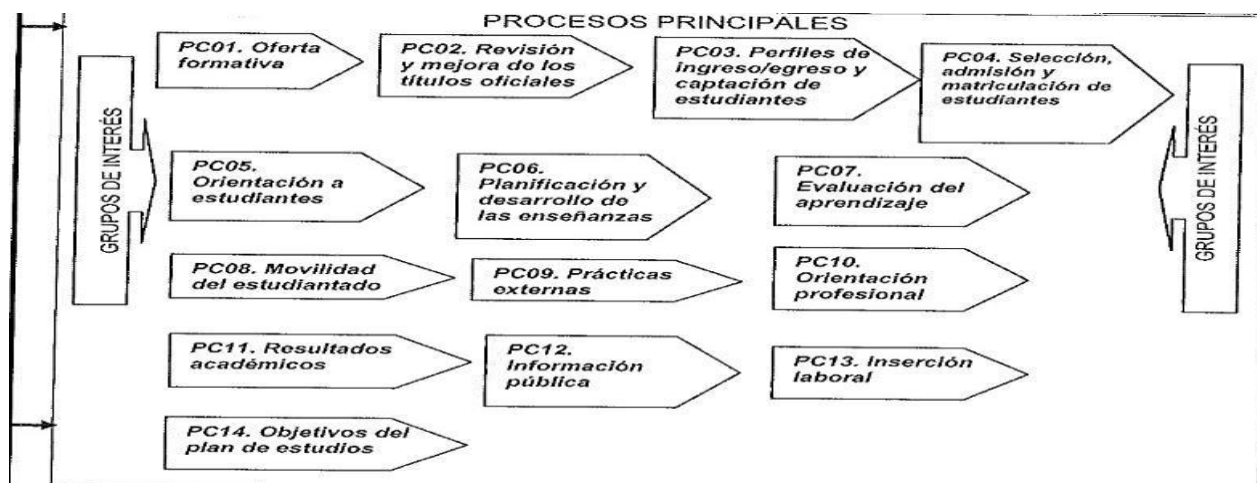 PROCESOS PRINCIPALES
GRUPOS DE INTERÉS
PC01. Oferta
formativa
PC02. Revisión
y mejora de los
títulos oficiales
PC03. Perfiles de
ingreso/egreso y
captación de
estudiantes
PC04. Selección,
admisión y
matriculación de
estudiantes
GRUPOS DE INTERÉS
PC05.
Orientación a
estudiantes
PC06.
Planificación y
desarrollo de
las enseñanzas
PC07.
Evaluación del
aprendizaje
PC08. Movilidad
del estudiantado
PC09. Prácticas
externas
PC10.
Orientación
profesional
PC11. Resultados
académicos
PC12.
Información
pública
PC13. Inserción
laboral
PC14. Objetivos del
plan de estudios